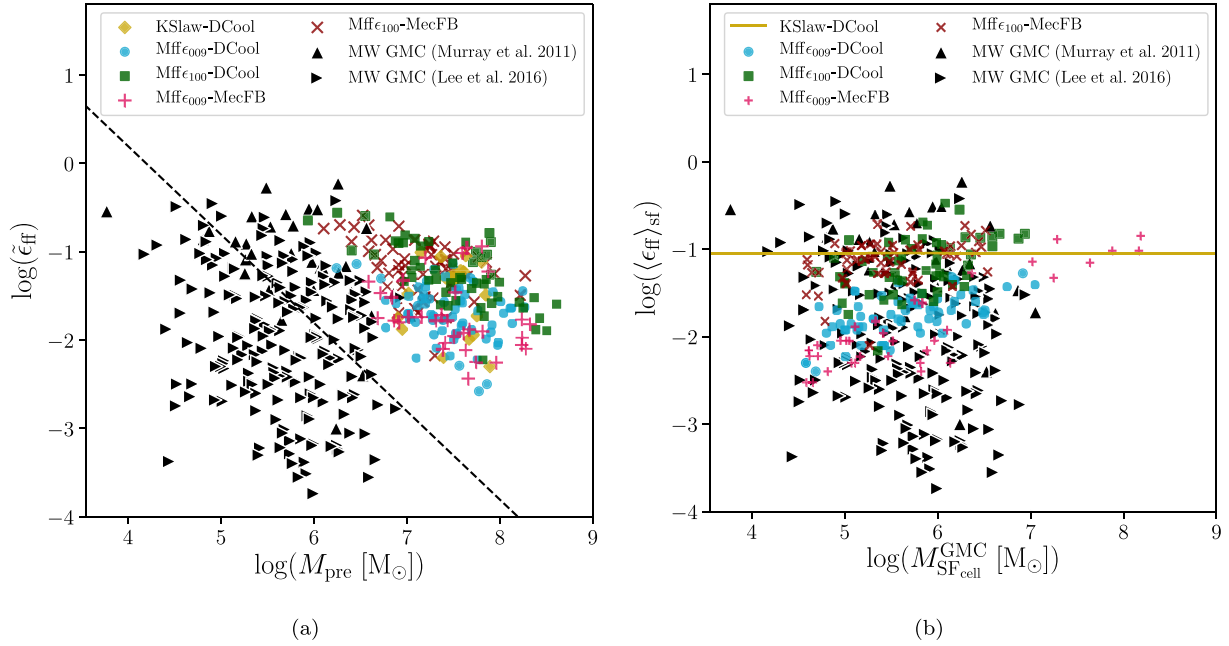 KSlaw-DCool
Mffϵ₀₀₉-DCool
Mffϵ₁₀₀-DCool
Mffϵ₀₀₉-MecFB
Mffϵ₁₀₀-MecFB
MW GMC (Murray et al. 2011)
MW GMC (Lee et al. 2016)
1
0
−1
−2
−3
−4
log(ϵ̃ff)
4 5 6 7 8 9
log(Mpre [M⊙])
(a)
KSlaw-DCool
Mffϵ₀₀₉-DCool
Mffϵ₁₀₀-DCool
Mffϵ₀₀₉-MecFB
Mffϵ₁₀₀-MecFB
MW GMC (Murray et al. 2011)
MW GMC (Lee et al. 2016)
1
0
−1
−2
−3
−4
log(⟨ϵff⟩sf)
4 5 6 7 8 9
log(M^GMC_SFcell [M⊙])
(b)